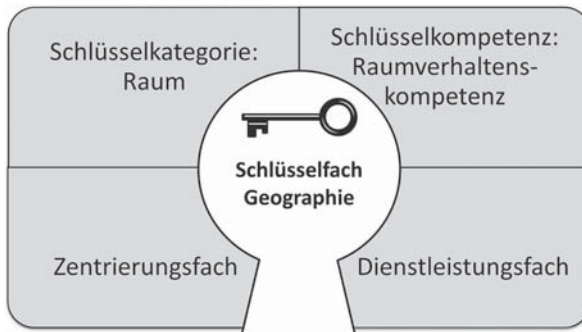 Schlüsselkategorie:
Raum
Schlüsselkompetenz:
Raumverhaltens-
kompetenz
Schlüsselfach
Geographie
Zentrierungsfach
Dienstleistungsfach